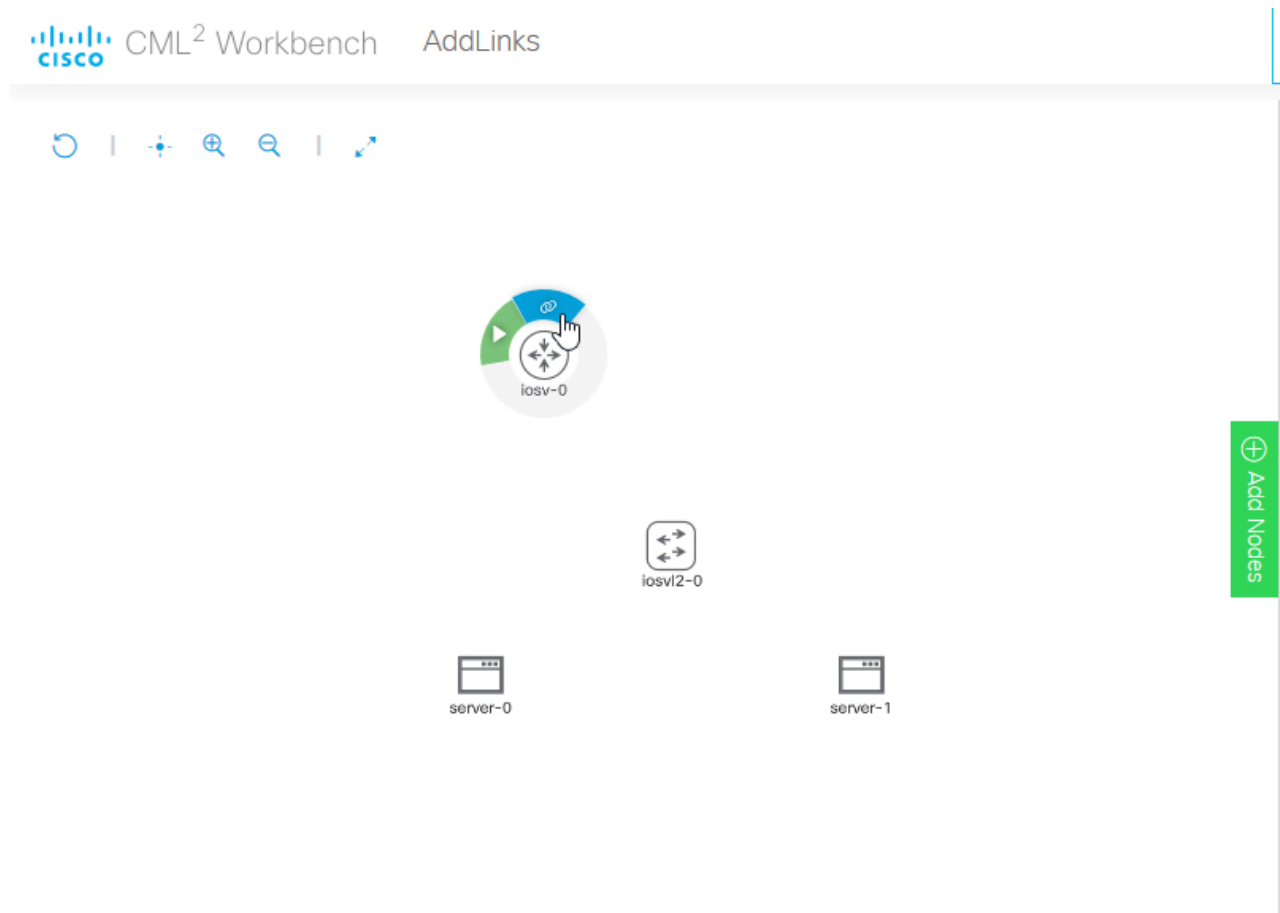 CISCO CML² Workbench AddLinks
iosv-0
Add Nodes
iosvl2-0
server-0 server-1